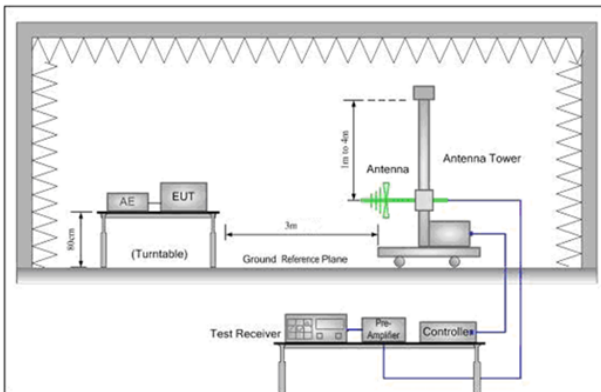 1m to 4m
Antenna
Antenna Tower
AE
EUT
80cm
(Turntable)
3m
Ground Reference Plane
Test Receiver
Pre-
Amplifier
Controller